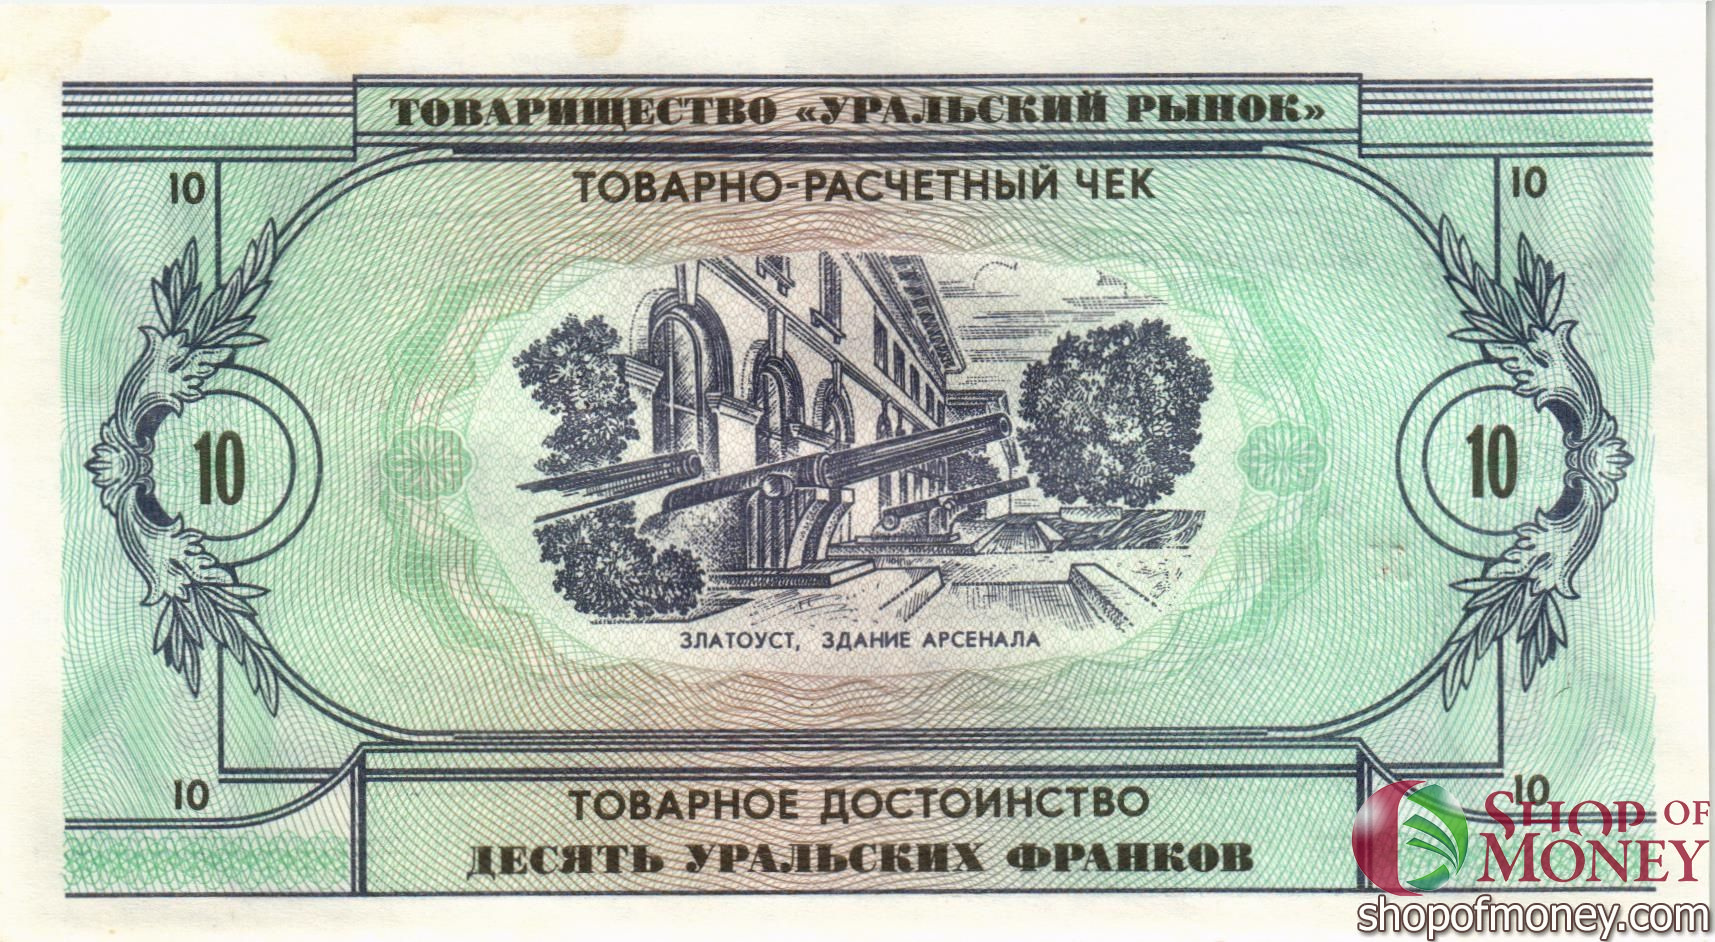 ТОВАРИЩЕСТВО «УРАЛЬСКИЙ РЫНОК»
ТОВАРНО-РАСЧЕТНЫЙ ЧЕК
10 10
10 10
ЗЛАТОУСТ, ЗДАНИЕ АРСЕНАЛА
10 10
ТОВАРНОЕ ДОСТОИНСТВО
ДЕСЯТЬ УРАЛЬСКИХ ФРАНКОВ
SHOP OF
MONEY
shopofmoney.com